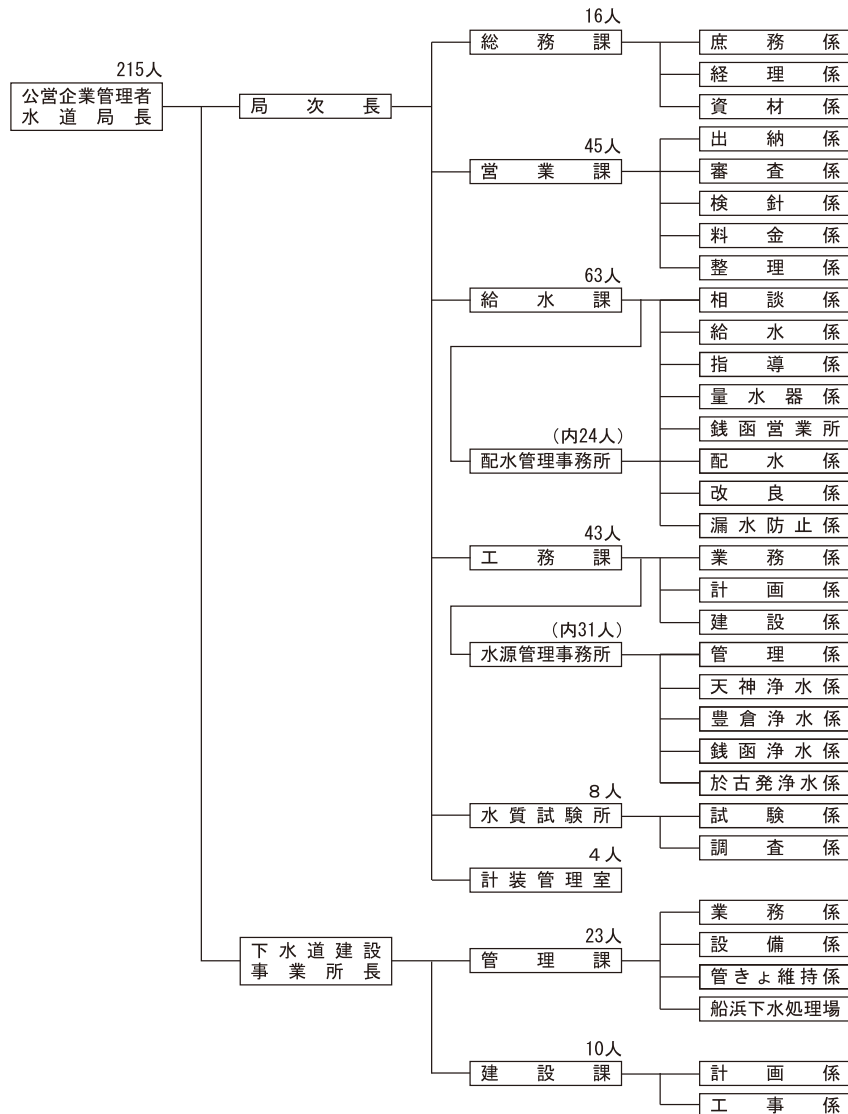 215人
公営企業管理者
水道局長
局次長
16人
総務課
庶務係
経理係
資材係
45人
営業課
出納係
審査係
検針係
料金係
整理係
63人
給水課
相談係
給水係
指導係
量水器係
銭函営業所
(内24人)
配水管理事務所
配水係
改良係
漏水防止係
43人
工務課
業務係
計画係
建設係
(内31人)
水源管理事務所
管理係
天神浄水係
豊倉浄水係
銭函浄水係
於古発浄水係
8人
水質試験所
試験係
調査係
4人
計装管理室
下水道建設
事業所長
23人
管理課
業務係
設備係
管きょ維持係
船浜下水処理場
10人
建設課
計画係
工事係